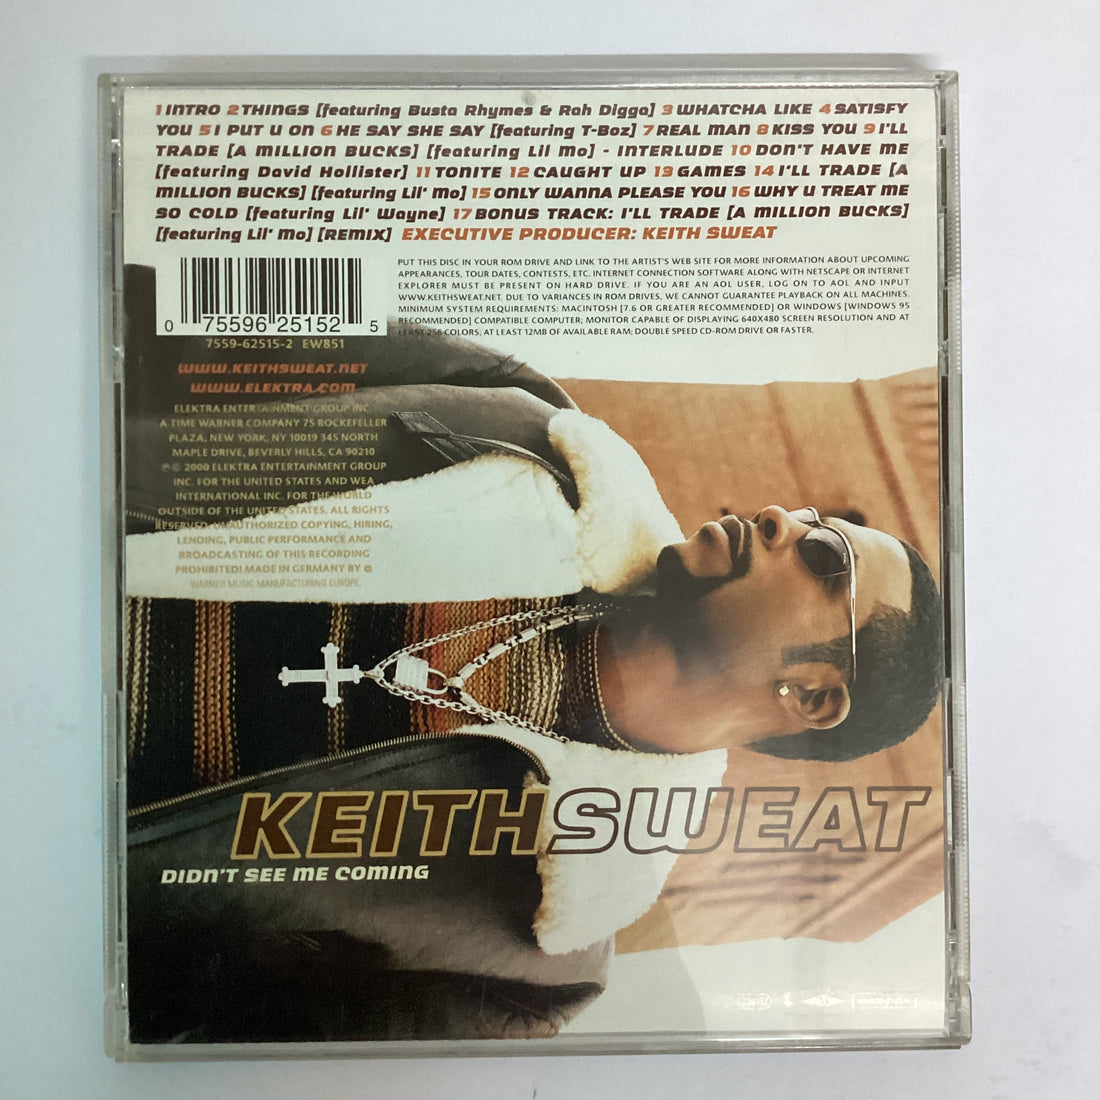 1 INTRO 2 THINGS [featuring Busta Rhymes & Rah Digga] 3 WHATCHA LIKE 4 SATISFY
YOU 5 I PUT U ON 6 HE SAY SHE SAY [featuring T-Boz] 7 REAL MAN 8 KISS YOU 9 I'LL
TRADE [A MILLION BUCKS] [featuring Lil Mo] - INTERLUDE 10 DON'T HAVE ME
[featuring David Hollister] 11 TONITE 12 CAUGHT UP 13 GAMES 14 I'LL TRADE [A
MILLION BUCKS] [featuring Lil' Mo] 15 ONLY WANNA PLEASE YOU 16 WHY U TREAT ME
SO COLD [featuring Lil' Wayne] 17 BONUS TRACK: I'LL TRADE [A MILLION BUCKS]
[featuring Lil' Mo] [REMIX] EXECUTIVE PRODUCER: KEITH SWEAT
PUT THIS DISC IN YOUR ROM DRIVE AND LINK TO THE ARTIST'S WEB SITE FOR MORE INFORMATION ABOUT UPCOMING
APPEARANCES, TOUR DATES, CONTESTS, ETC. INTERNET CONNECTION SOFTWARE ALONG WITH NETSCAPE OR INTERNET
EXPLORER MUST BE PRESENT ON HARD DRIVE. IF YOU ARE AN AOL USER, LOG ON TO AOL AND INPUT
WWW.KEITHSWEAT.NET. DUE TO VARIANCES IN ROM DRIVES, WE CANNOT GUARANTEE PLAYBACK ON ALL MACHINES.
MINIMUM SYSTEM REQUIREMENTS: MACINTOSH [7.6 OR GREATER RECOMMENDED] OR WINDOWS [WINDOWS 95
RECOMMENDED] COMPATIBLE COMPUTER; MONITOR CAPABLE OF DISPLAYING 640X480 SCREEN RESOLUTION AND AT
LEAST 256 COLORS; AT LEAST 12MB OF AVAILABLE RAM; DOUBLE SPEED CD-ROM DRIVE OR FASTER.
0 75596 25152 5
7559-62515-2 EW851
WWW.KEITHSWEAT.NET
WWW.ELEKTRA.COM
ELEKTRA ENTERTAINMENT GROUP INC.
A TIME WARNER COMPANY 75 ROCKEFELLER
PLAZA, NEW YORK, NY 10019 345 NORTH
MAPLE DRIVE, BEVERLY HILLS, CA 90210
℗© 2000 ELEKTRA ENTERTAINMENT GROUP
INC. FOR THE UNITED STATES AND WEA
INTERNATIONAL INC. FOR THE WORLD
OUTSIDE OF THE UNITED STATES. ALL RIGHTS
RESERVED. UNAUTHORIZED COPYING, HIRING,
LENDING, PUBLIC PERFORMANCE AND
BROADCASTING OF THIS RECORDING
PROHIBITED! MADE IN GERMANY BY
WARNER MUSIC MANUFACTURING EUROPE.
KEITH SWEAT
DIDN'T SEE ME COMING